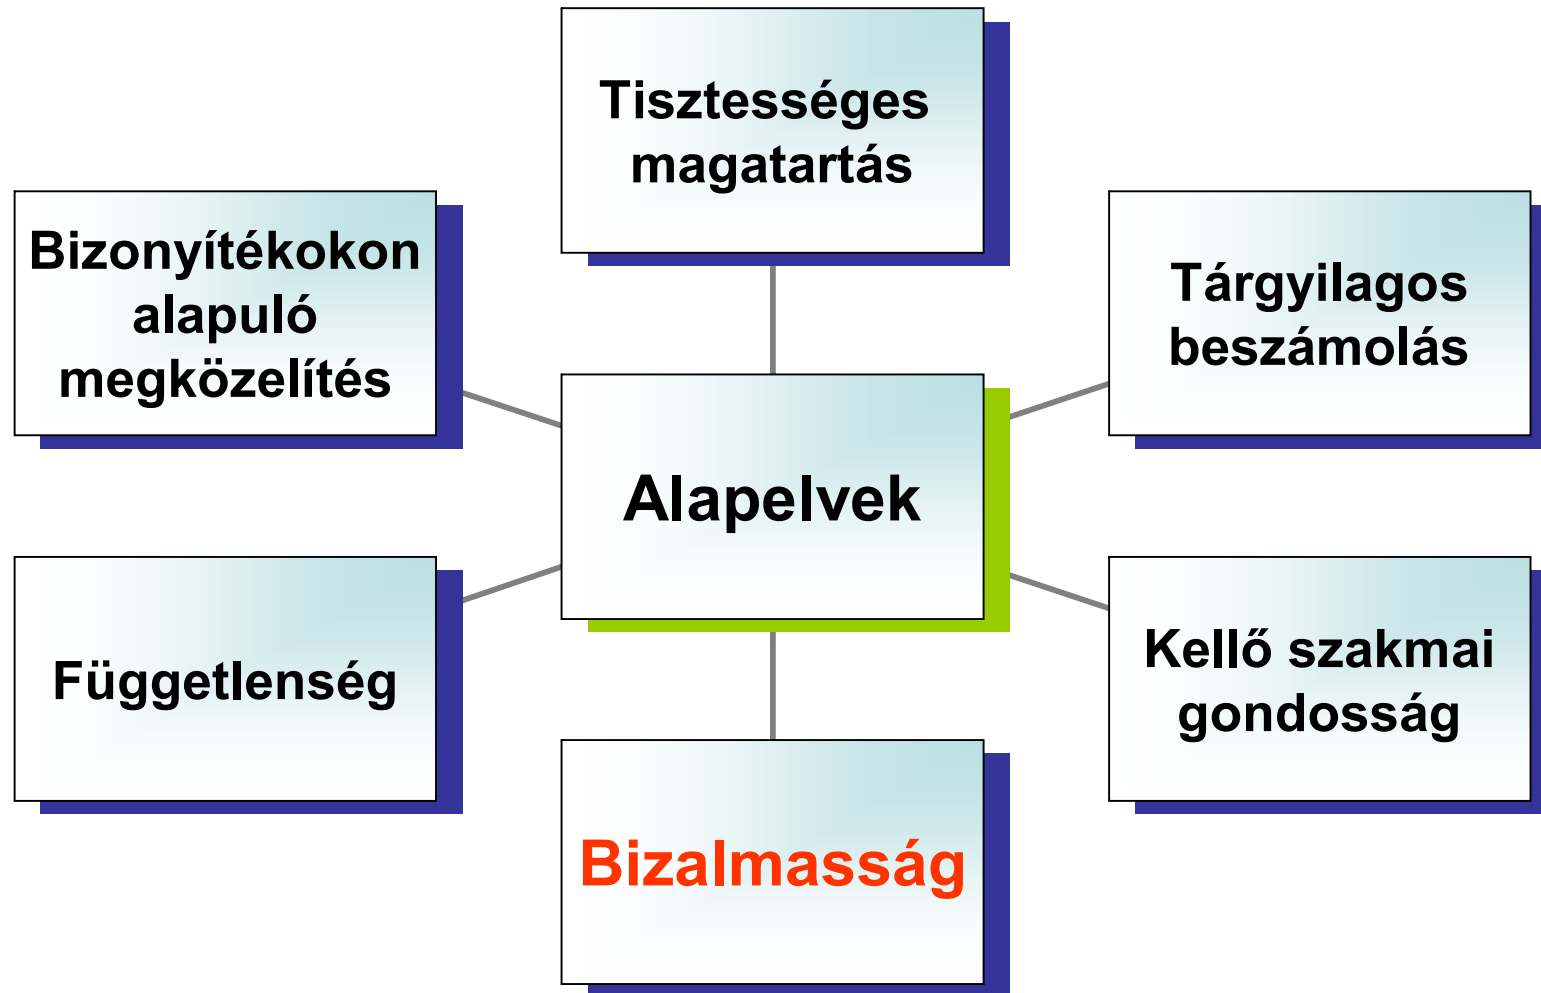 Tisztességes
magatartás
Bizonyítékokon
alapuló
megközelítés
Tárgyilagos
beszámolás
Alapelvek
Függetlenség
Kellő szakmai
gondosság
Bizalmasság